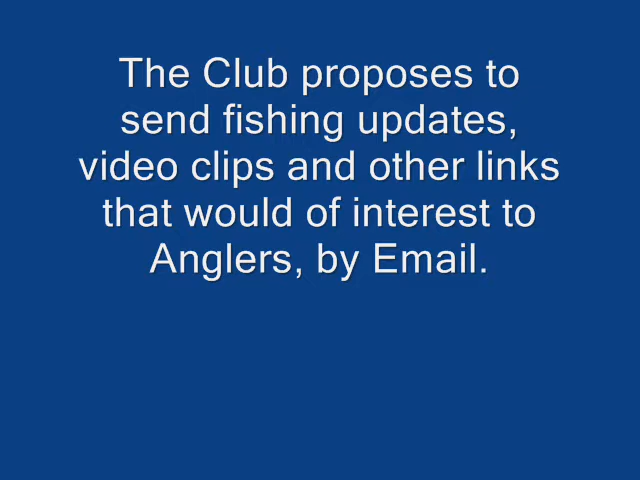 The Club proposes to
send fishing updates,
video clips and other links
that would of interest to
Anglers, by Email.